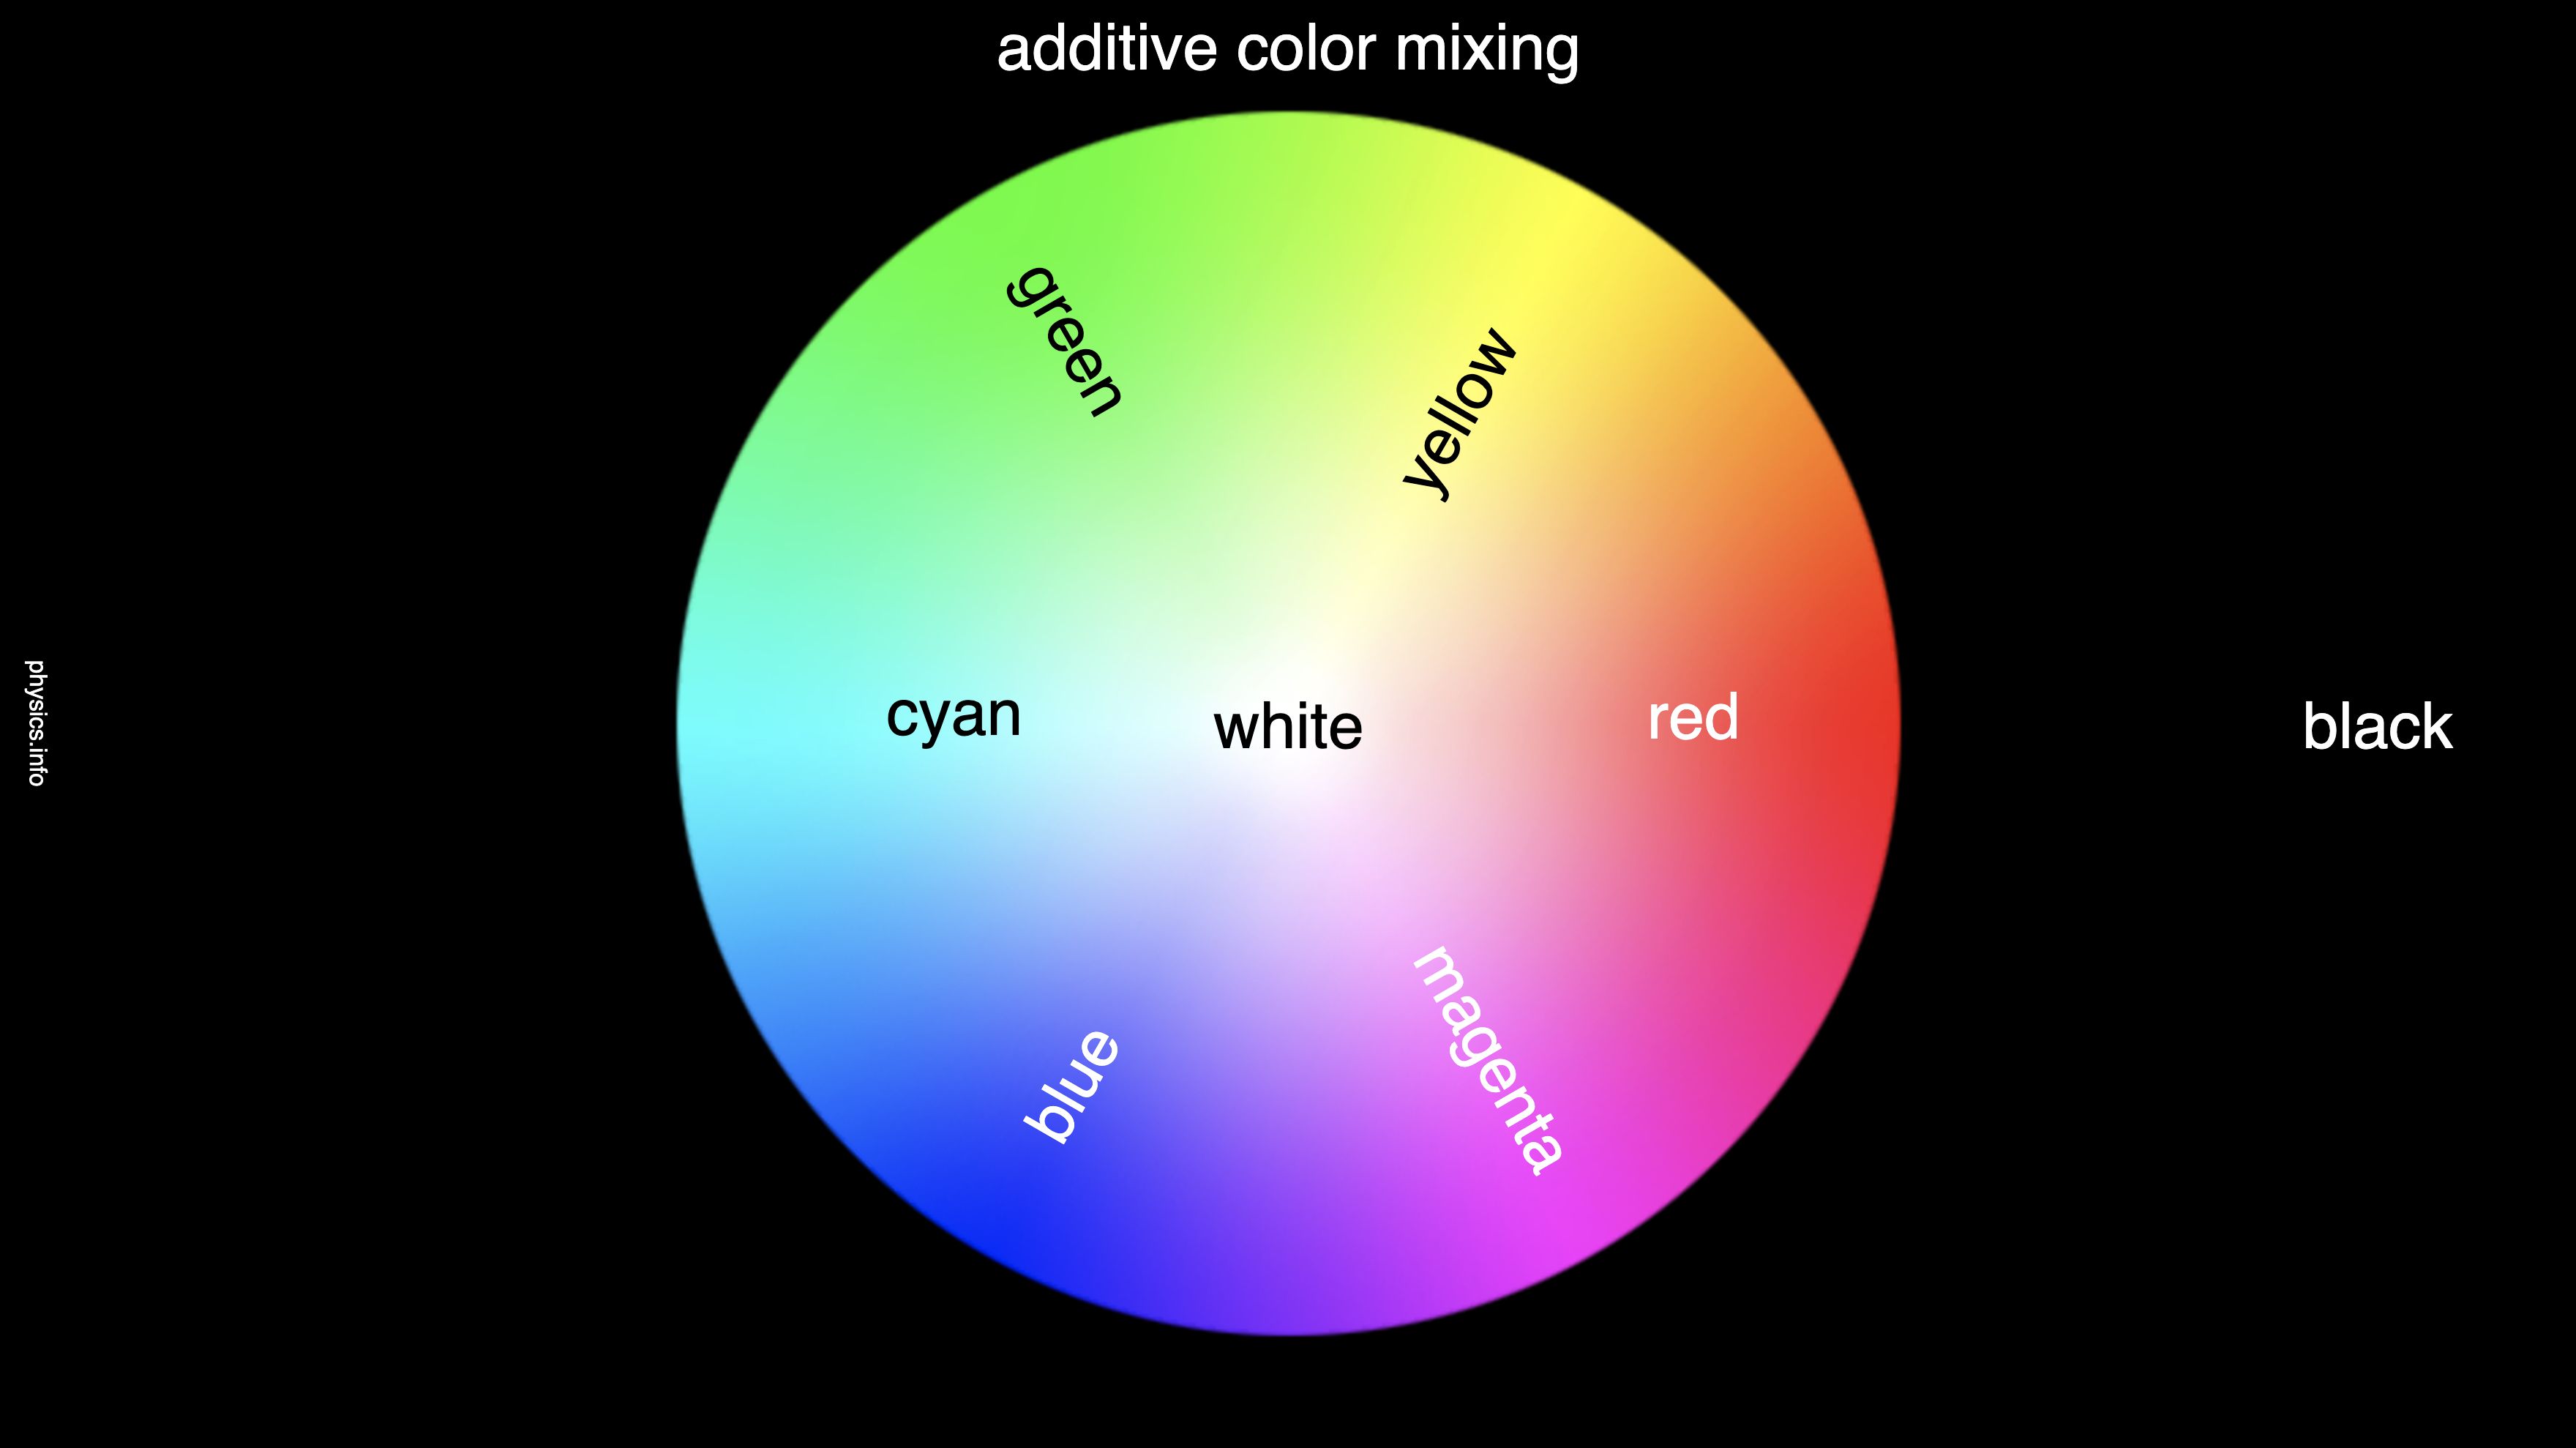 additive color mixing
green
yellow
cyan
white
red
black
blue
magenta
physics.info